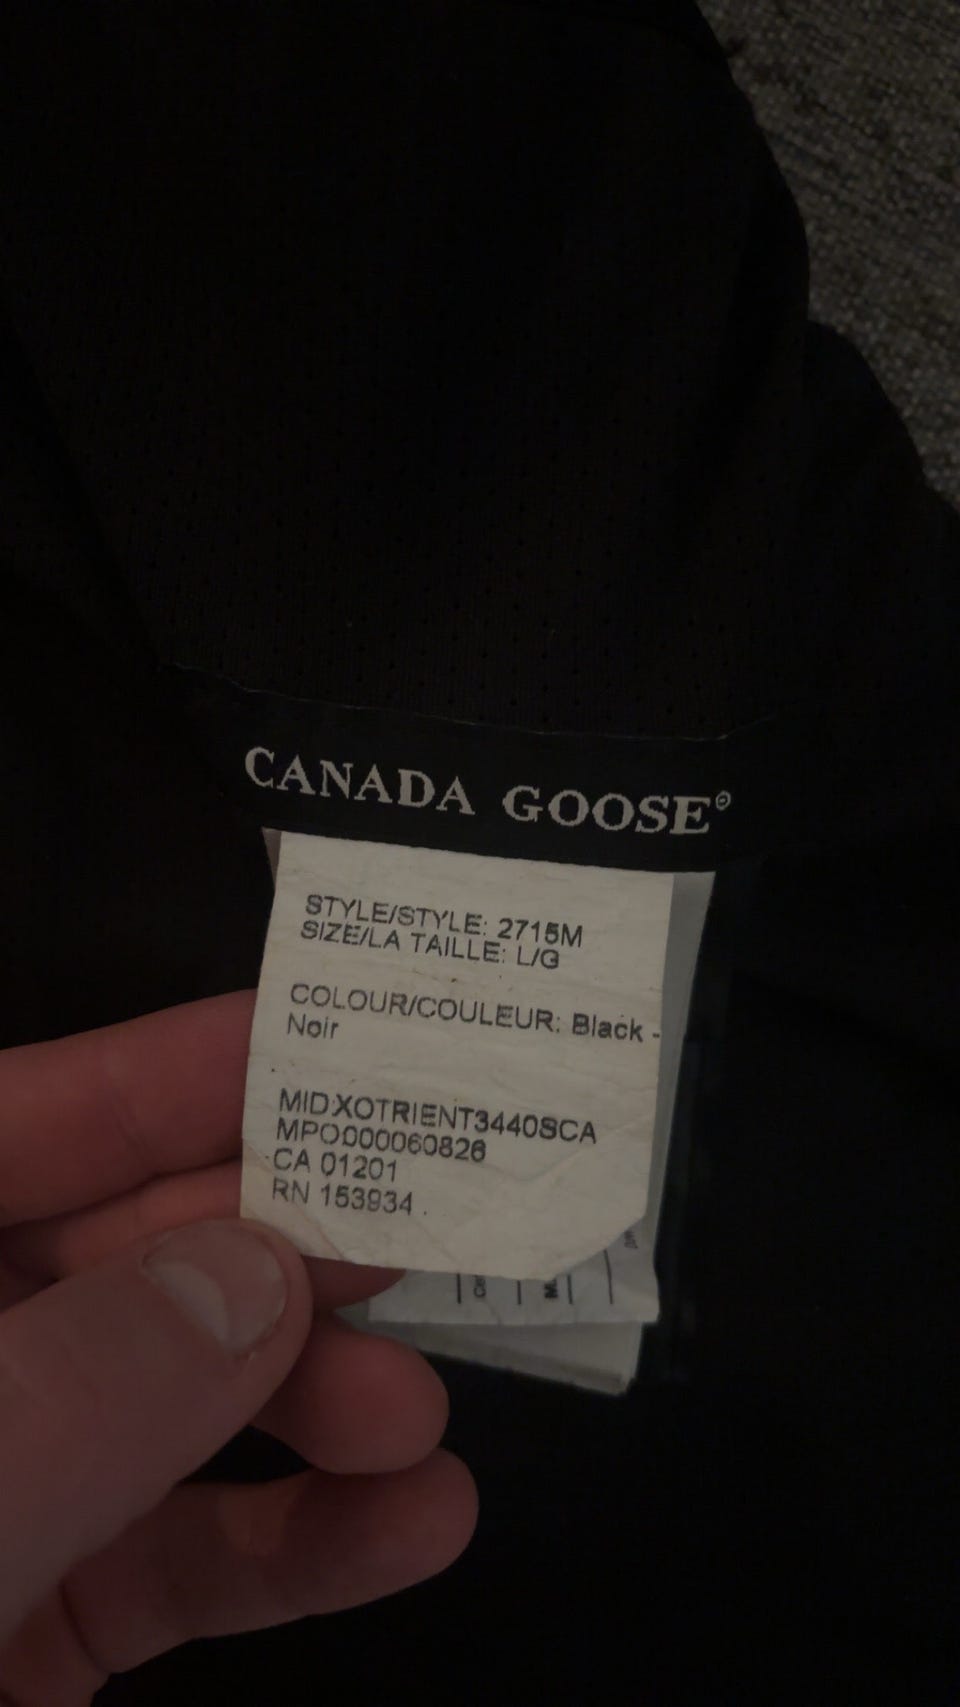 CANADA GOOSE®
STYLE/STYLE: 2715M
SIZE/LA TAILLE: L/G
COLOUR/COULEUR: Black -
Noir
MID:XOTRIENT3440SCA
MPO000060826
CA 01201
RN 153934